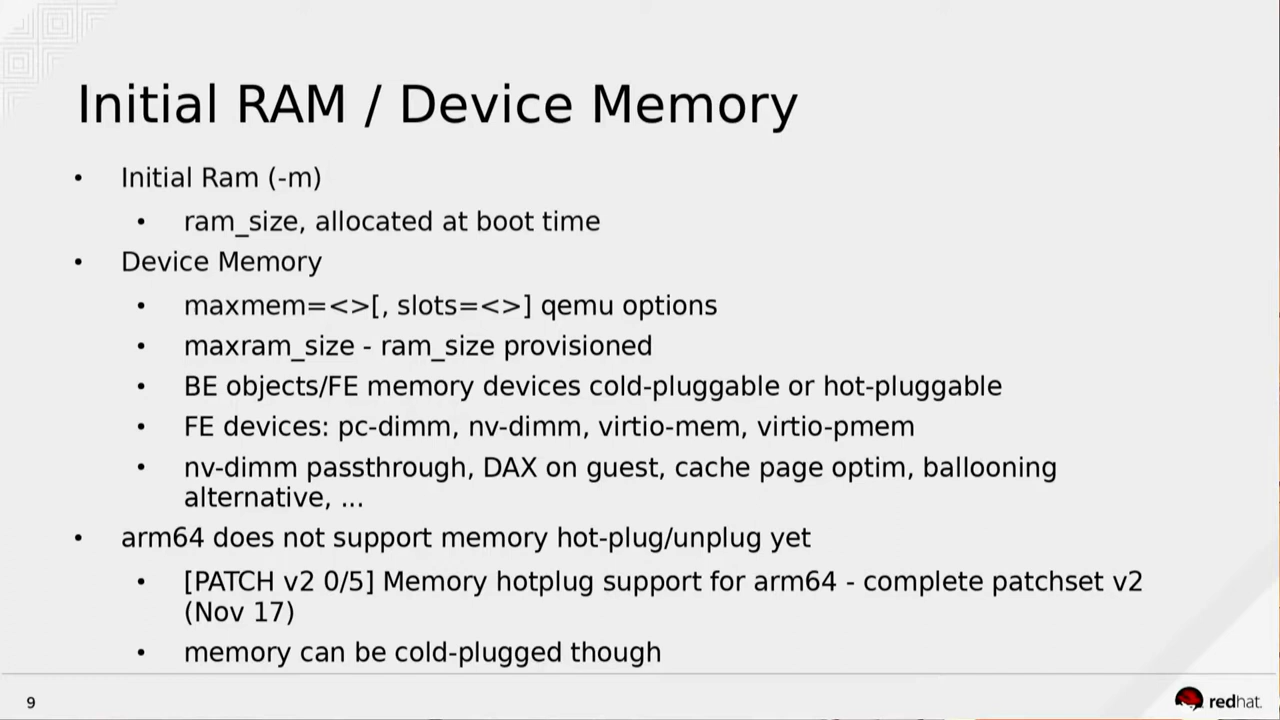 Initial RAM / Device Memory
• Initial Ram (-m)
• ram_size, allocated at boot time
• Device Memory
• maxmem=<>[, slots=<>] qemu options
• maxram_size - ram_size provisioned
• BE objects/FE memory devices cold-pluggable or hot-pluggable
• FE devices: pc-dimm, nv-dimm, virtio-mem, virtio-pmem
• nv-dimm passthrough, DAX on guest, cache page optim, ballooning
alternative, ...
• arm64 does not support memory hot-plug/unplug yet
• [PATCH v2 0/5] Memory hotplug support for arm64 - complete patchset v2
(Nov 17)
• memory can be cold-plugged though
9
redhat.